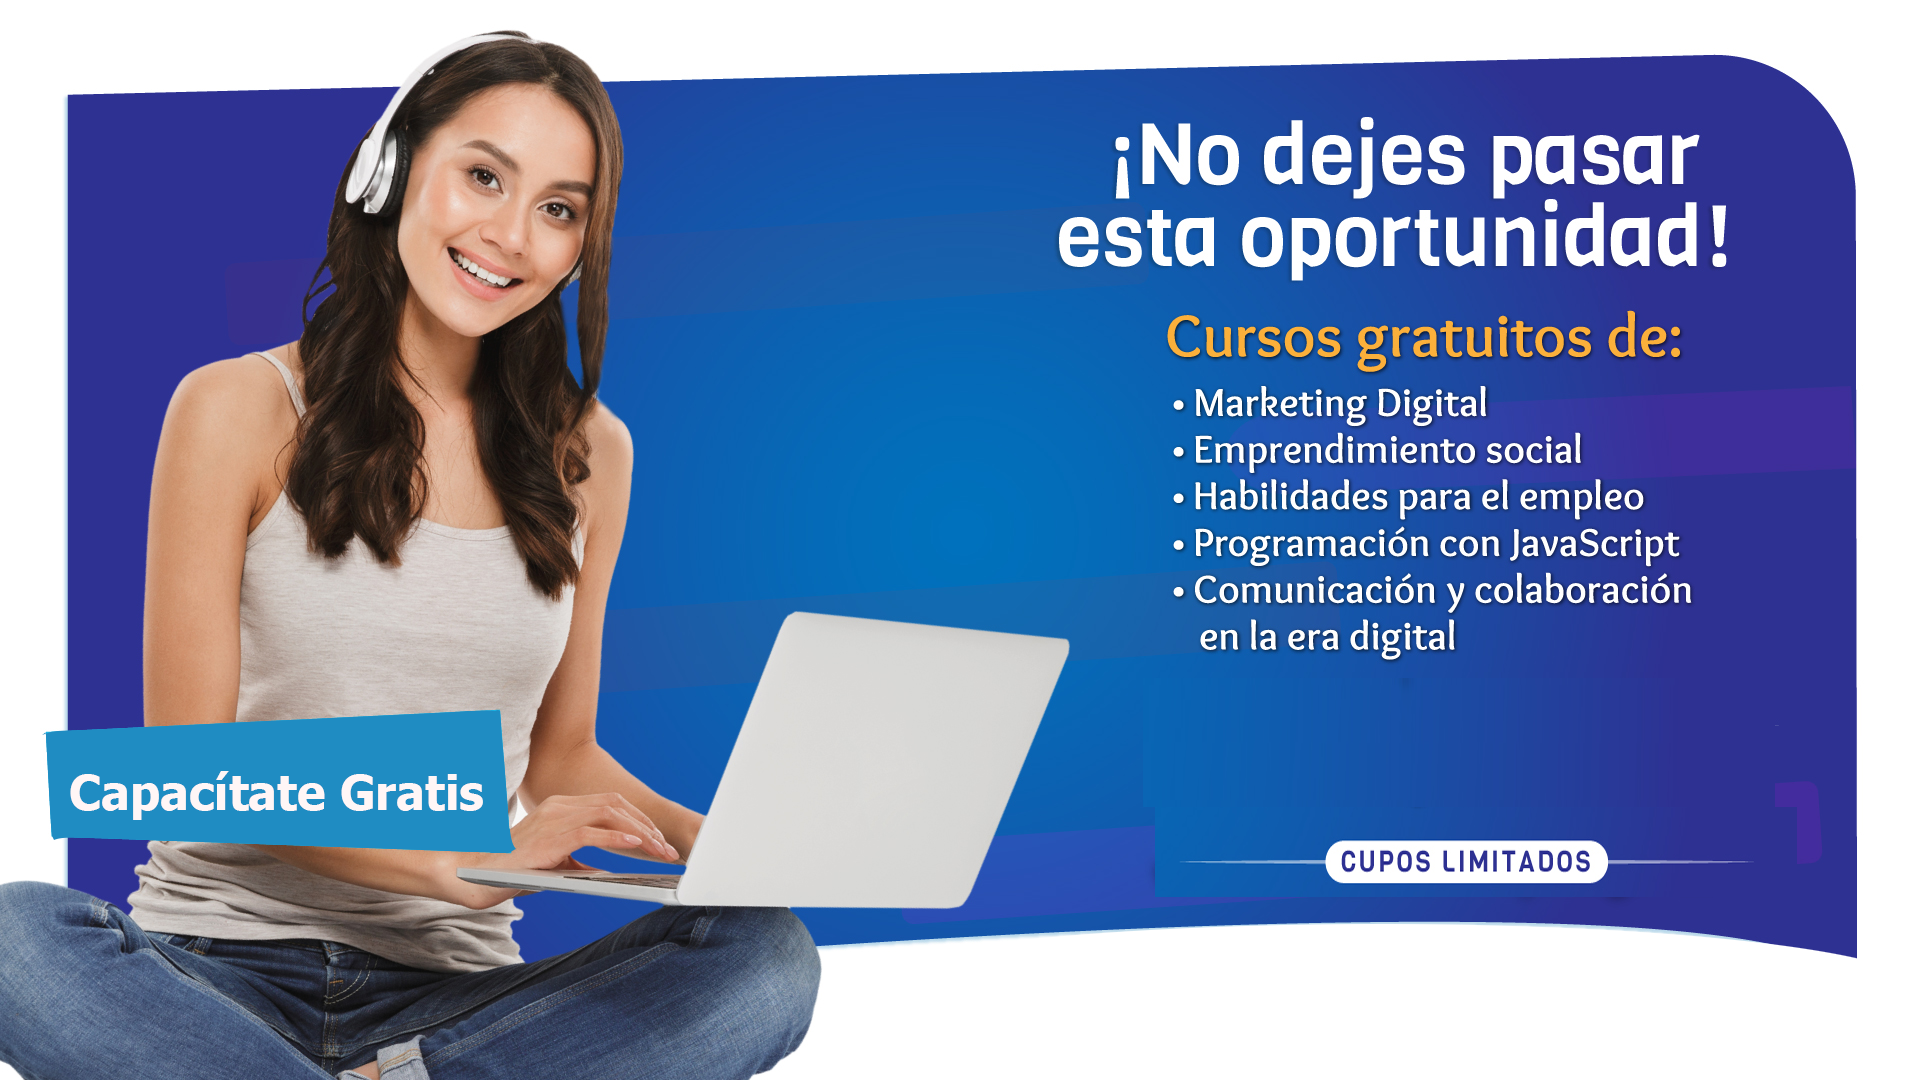 ¡No dejes pasar
esta oportunidad!
Cursos gratuitos de:
• Marketing Digital
• Emprendimiento social
• Habilidades para el empleo
• Programación con JavaScript
• Comunicación y colaboración
en la era digital
Capacítate Gratis
CUPOS LIMITADOS